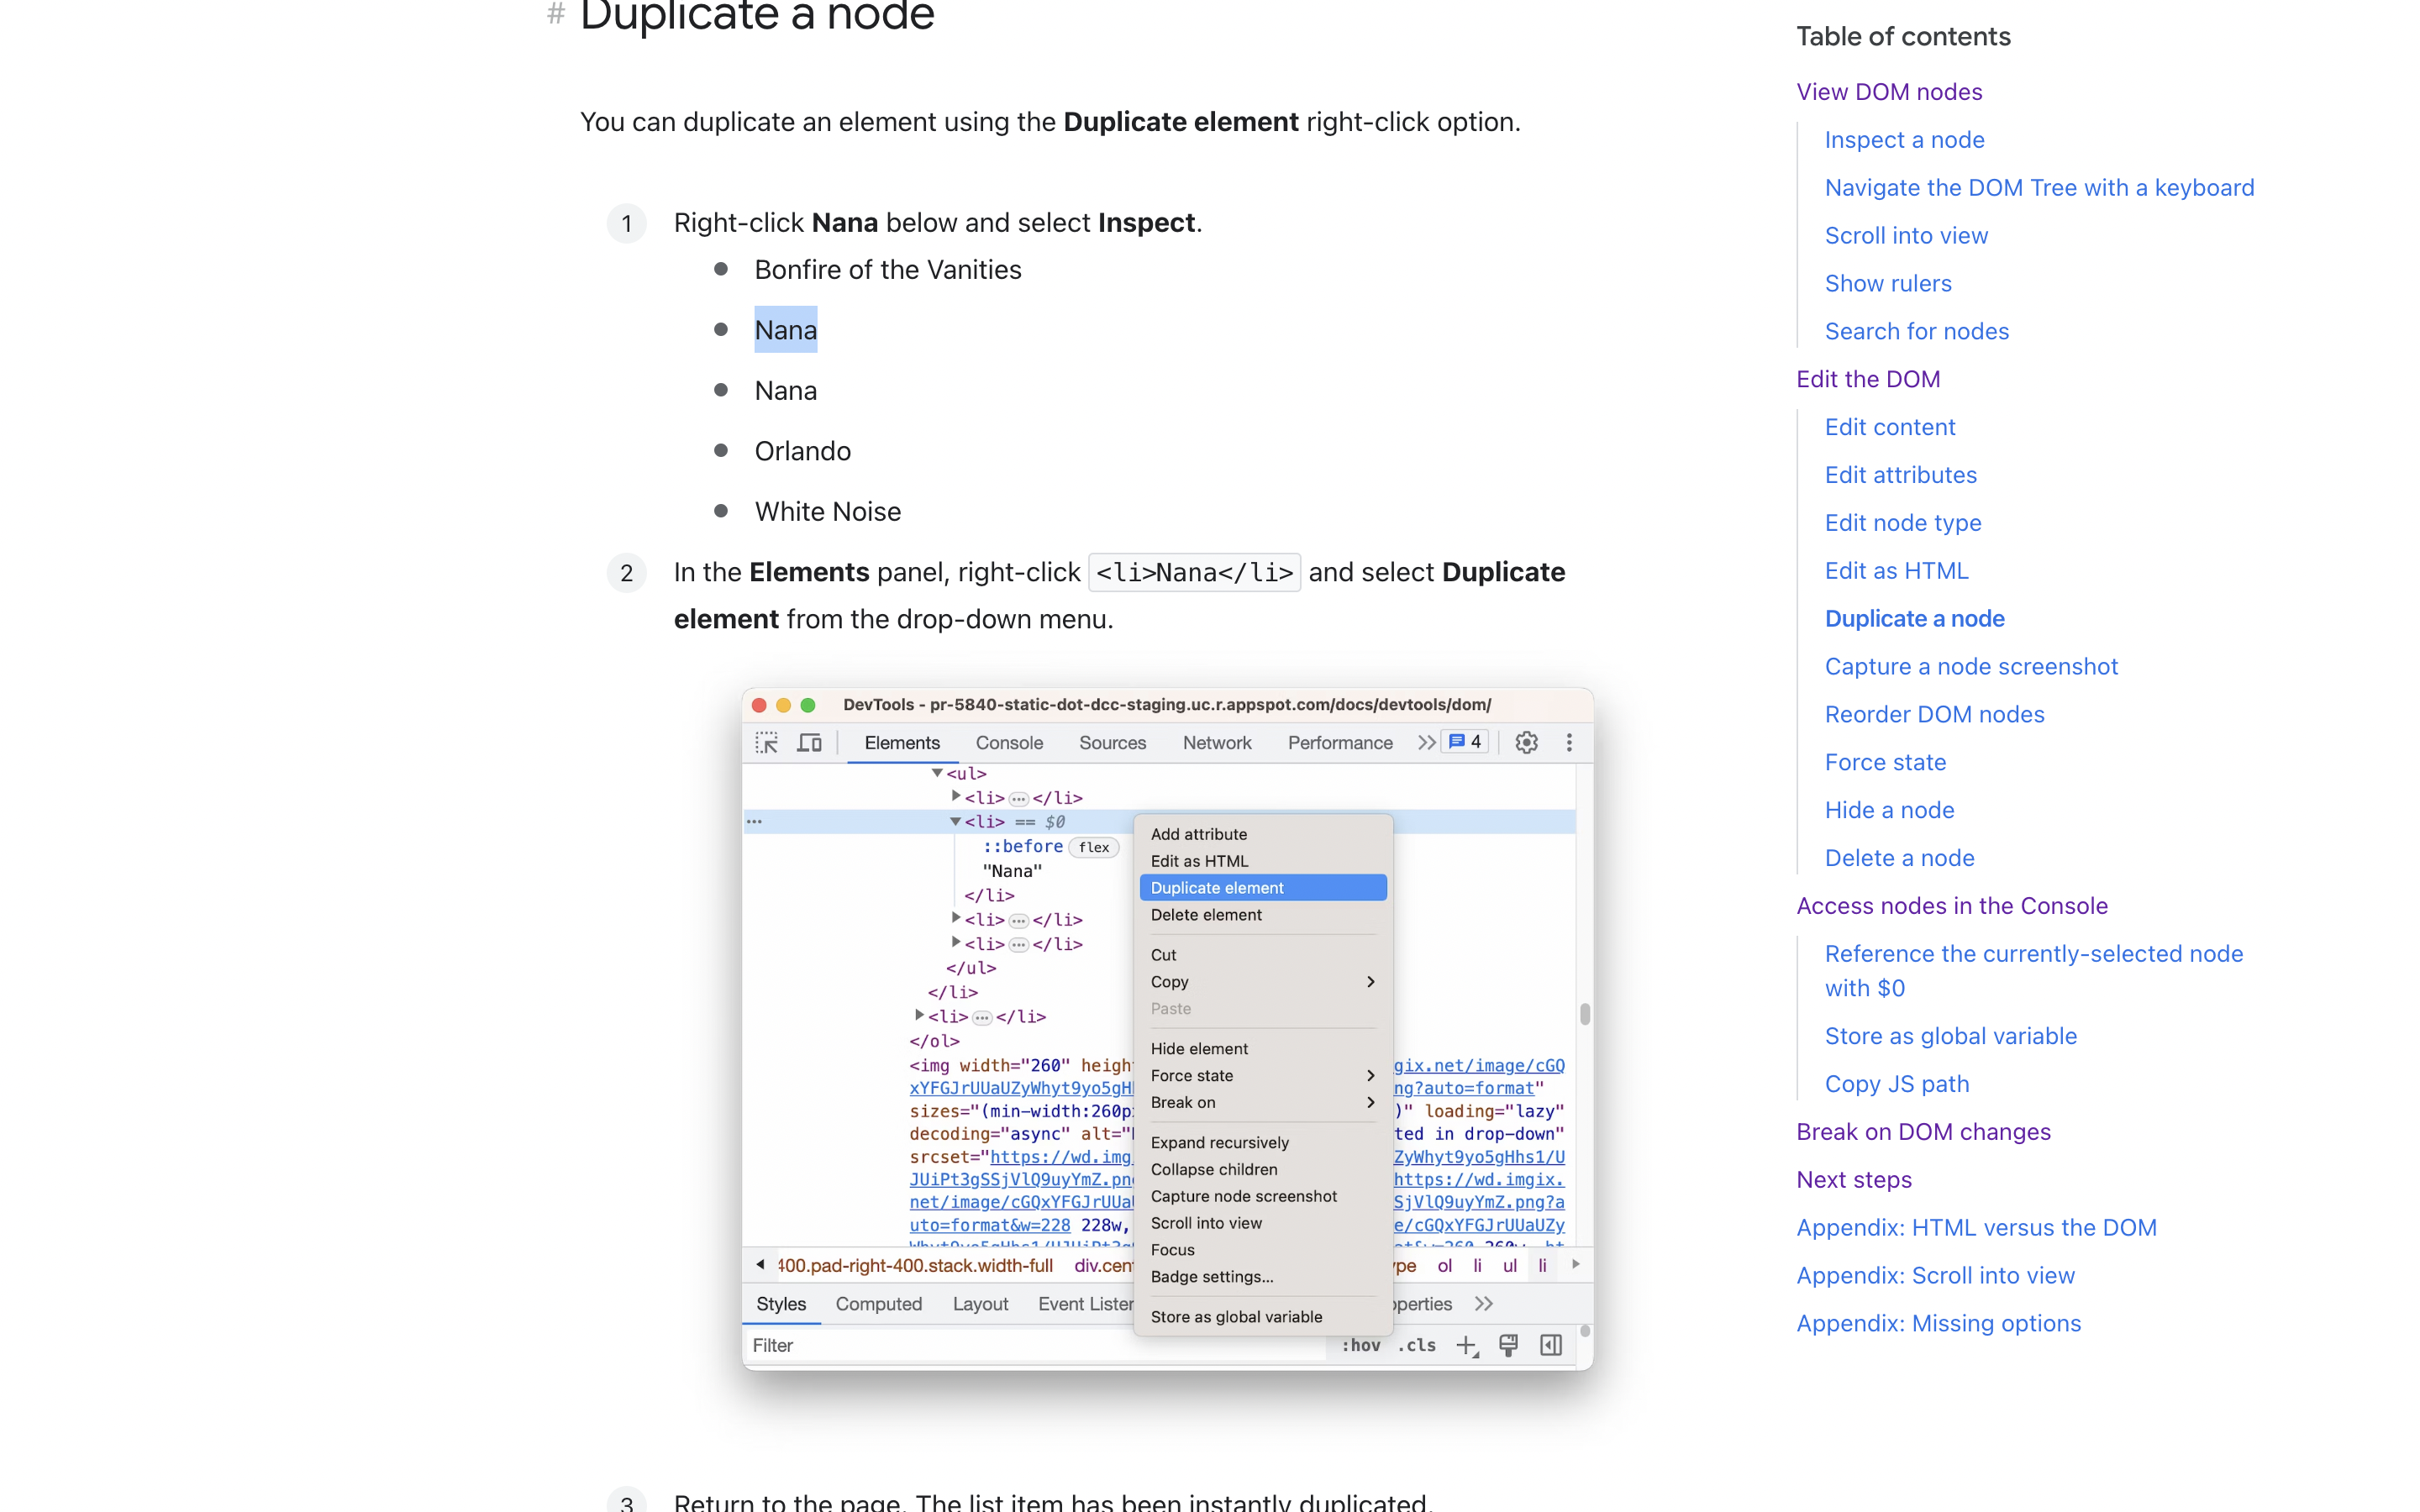 # Duplicate a node
You can duplicate an element using the Duplicate element right-click option.
1 Right-click Nana below and select Inspect.
Bonfire of the Vanities
Nana
Nana
Orlando
White Noise
2 In the Elements panel, right-click <li>Nana</li> and select Duplicate
element from the drop-down menu.
DevTools - pr-5840-static-dot-dcc-staging.uc.r.appspot.com/docs/devtools/dom/
Elements Console Sources Network Performance >> 4
<ul>
<li> ... </li>
... <li> == $0
::before flex
"Nana"
</li>
<li> ... </li>
<li> ... </li>
</ul>
</li>
<li> ... </li>
</ol>
<img width="260" heigh
gix.net/image/cGQ
xYFGJrUUaUZyWhyt9yo5gH
ng?auto=format"
sizes="(min-width:260p
)" loading="lazy"
decoding="async" alt="
ted in drop-down"
srcset="https://wd.img
ZyWhyt9yo5gHhs1/U
JUiPt3gSSjVlQ9uyYmZ.pn
https://wd.imgix.
net/image/cGQxYFGJrUUa
SjVlQ9uyYmZ.png?a
uto=format&w=228 228w,
e/cGQxYFGJrUUaUZy
Add attribute
Edit as HTML
Duplicate element
Delete element
Cut
Copy
Paste
Hide element
Force state
Break on
Expand recursively
Collapse children
Capture node screenshot
Scroll into view
Focus
Badge settings...
Store as global variable
400.pad-right-400.stack.width-full div.cent
ype ol li ul li
Styles Computed Layout Event Lister
operties >>
Filter :hov .cls
3 Return to the page. The list item has been instantly duplicated.
Table of contents
View DOM nodes
Inspect a node
Navigate the DOM Tree with a keyboard
Scroll into view
Show rulers
Search for nodes
Edit the DOM
Edit content
Edit attributes
Edit node type
Edit as HTML
Duplicate a node
Capture a node screenshot
Reorder DOM nodes
Force state
Hide a node
Delete a node
Access nodes in the Console
Reference the currently-selected node
with $0
Store as global variable
Copy JS path
Break on DOM changes
Next steps
Appendix: HTML versus the DOM
Appendix: Scroll into view
Appendix: Missing options